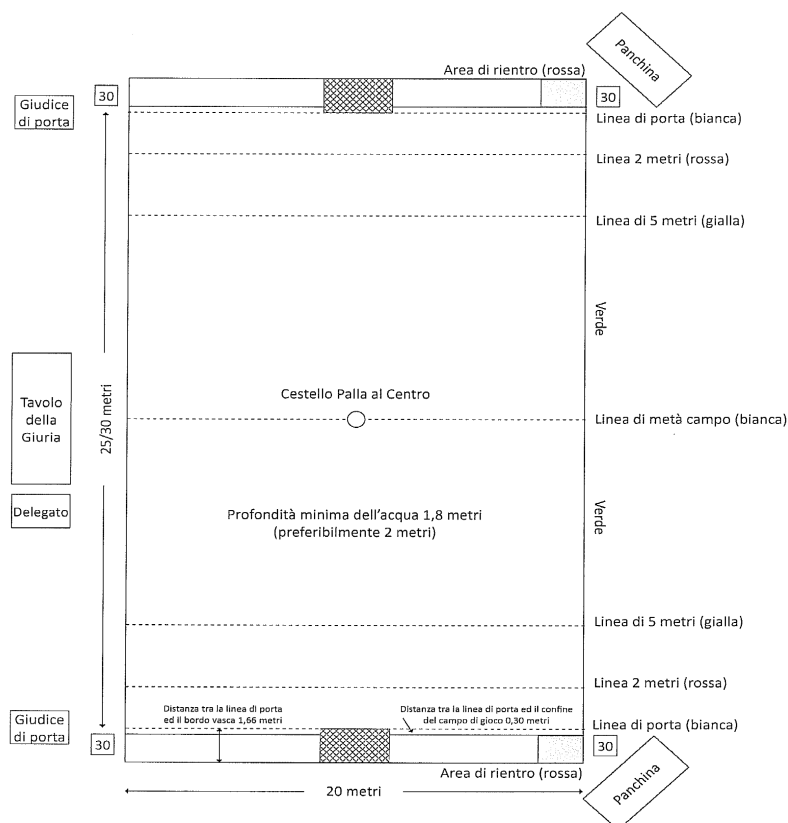 Panchina
Area di rientro (rossa)
30
30
Giudice
di porta
Linea di porta (bianca)
Linea 2 metri (rossa)
Linea di 5 metri (gialla)
Verde
Cestello Palla al Centro
Tavolo
della
Giuria
25/30 metri
Linea di metà campo (bianca)
Delegato
Profondità minima dell'acqua 1,8 metri
(preferibilmente 2 metri)
Verde
Linea di 5 metri (gialla)
Linea 2 metri (rossa)
Distanza tra la linea di porta
ed il bordo vasca 1,66 metri
Distanza tra la linea di porta ed il confine
del campo di gioco 0,30 metri
Giudice
di porta
Linea di porta (bianca)
30
30
Area di rientro (rossa)
Panchina
20 metri